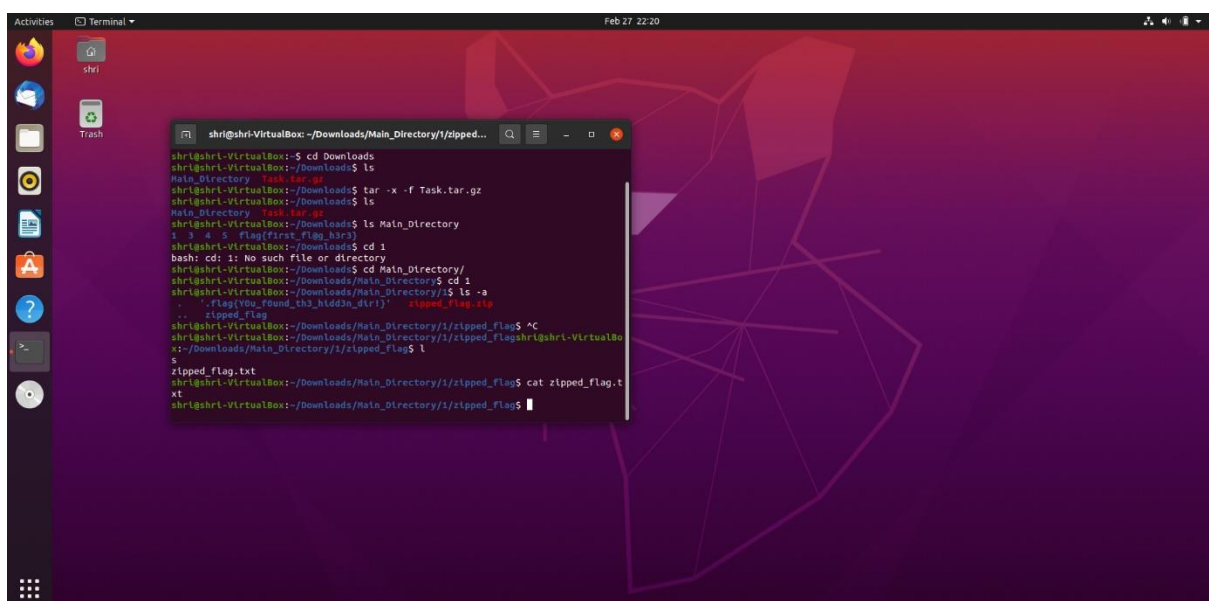 Activities Terminal Feb 27 22:20
shri
Trash
shri@shri-VirtualBox: ~/Downloads/Main_Directory/1/zipped...
shri@shri-VirtualBox:~$ cd Downloads
shri@shri-VirtualBox:~/Downloads$ ls
Main_Directory Task.tar.gz
shri@shri-VirtualBox:~/Downloads$ tar -x -f Task.tar.gz
shri@shri-VirtualBox:~/Downloads$ ls
Main_Directory Task.tar.gz
shri@shri-VirtualBox:~/Downloads$ ls Main_Directory
1 3 4 5 flag{f1rst_fl@g_h3r3}
shri@shri-VirtualBox:~/Downloads$ cd 1
bash: cd: 1: No such file or directory
shri@shri-VirtualBox:~/Downloads$ cd Main_Directory/
shri@shri-VirtualBox:~/Downloads/Main_Directory$ cd 1
shri@shri-VirtualBox:~/Downloads/Main_Directory/1$ ls -a
. '.flag{Y0u_f0und_th3_hidd3n_dir!}' zipped_flag.zip
.. zipped_flag
shri@shri-VirtualBox:~/Downloads/Main_Directory/1/zipped_flag$ ^C
shri@shri-VirtualBox:~/Downloads/Main_Directory/1/zipped_flagshri@shri-VirtualBo
x:~/Downloads/Main_Directory/1/zipped_flag$ l
s
zipped_flag.txt
shri@shri-VirtualBox:~/Downloads/Main_Directory/1/zipped_flag$ cat zipped_flag.t
xt
shri@shri-VirtualBox:~/Downloads/Main_Directory/1/zipped_flag$